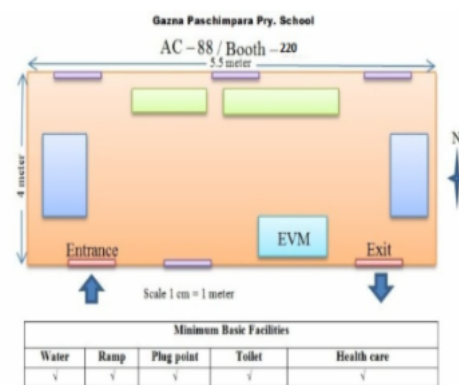 Gazna Paschimpara Pry. School
AC – 88 / Booth – 220
5.5 meter
4 meter
N
EVM
Entrance
Exit
Scale 1 cm = 1 meter
Minimum Basic Facilities
Water Ramp Plug point Toilet Health care
√ √ √ √ √